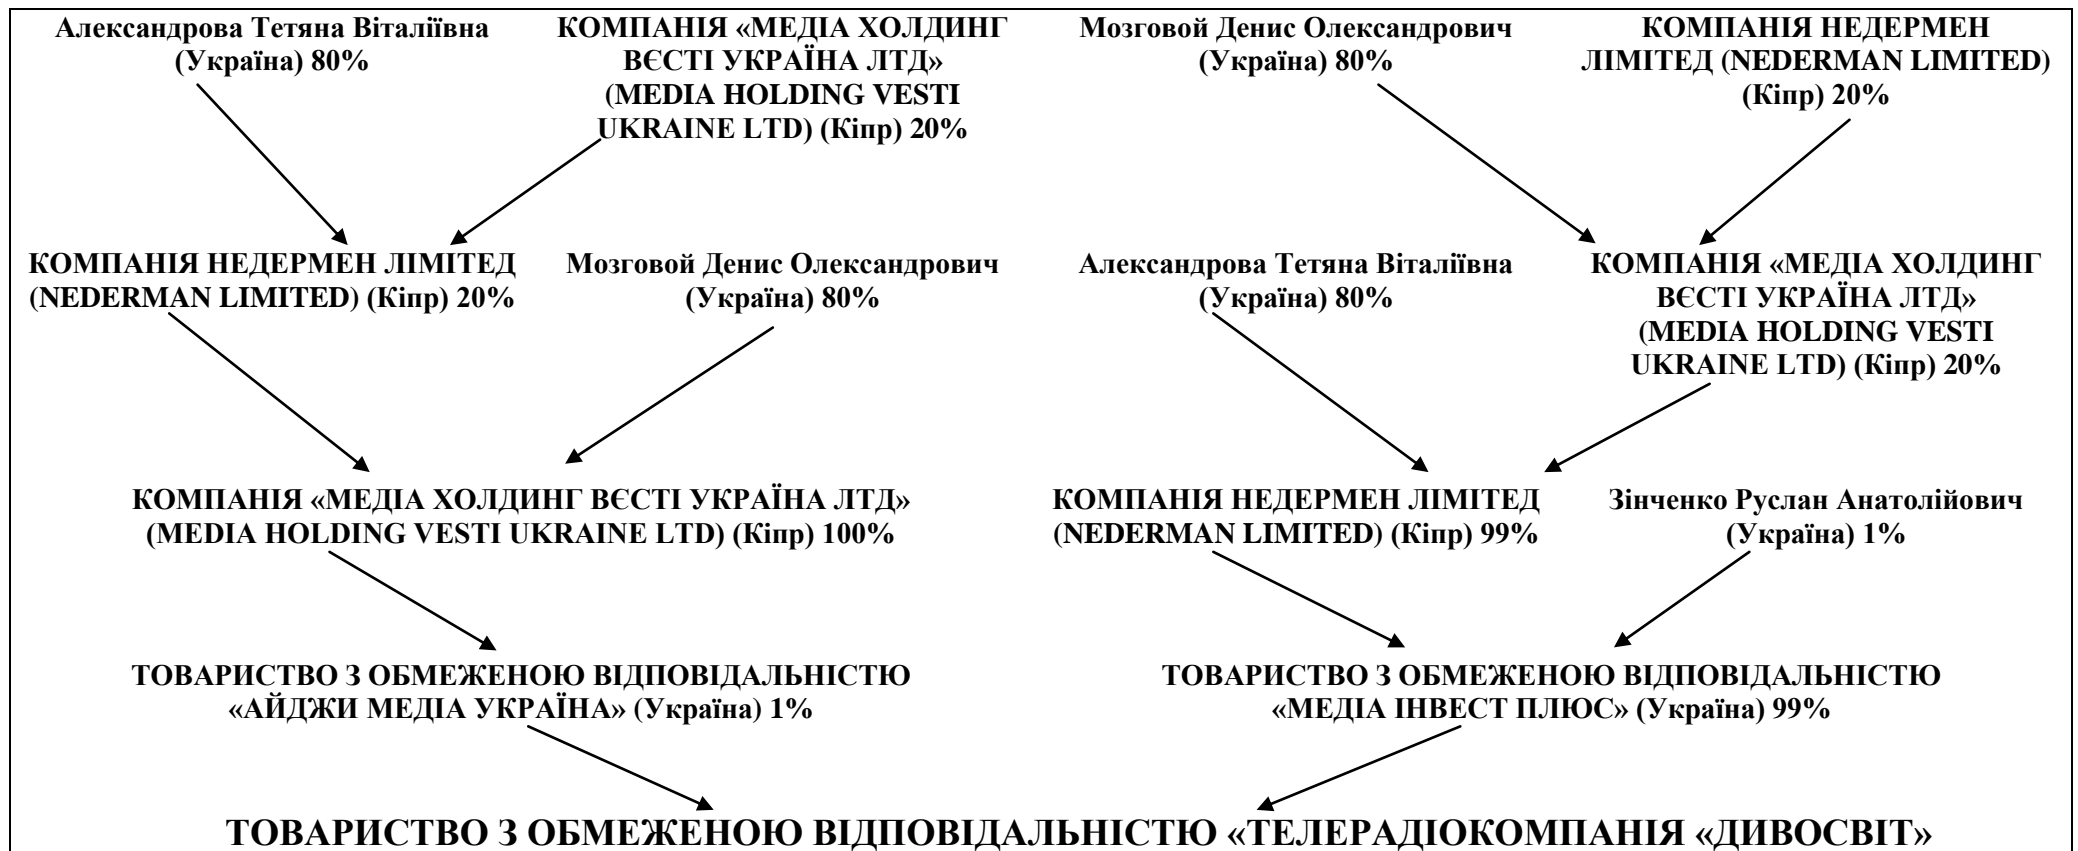 Александрова Тетяна Віталіївна
(Україна) 80%
КОМПАНІЯ «МЕДІА ХОЛДИНГ
ВЄСТІ УКРАЇНА ЛТД»
(MEDIA HOLDING VESTI
UKRAINE LTD) (Кіпр) 20%
Мозговой Денис Олександрович
(Україна) 80%
КОМПАНІЯ НЕДЕРМЕН
ЛІМІТЕД (NEDERMAN LIMITED)
(Кіпр) 20%
КОМПАНІЯ НЕДЕРМЕН ЛІМІТЕД
(NEDERMAN LIMITED) (Кіпр) 20%
Мозговой Денис Олександрович
(Україна) 80%
Александрова Тетяна Віталіївна
(Україна) 80%
КОМПАНІЯ «МЕДІА ХОЛДИНГ
ВЄСТІ УКРАЇНА ЛТД»
(MEDIA HOLDING VESTI
UKRAINE LTD) (Кіпр) 20%
КОМПАНІЯ «МЕДІА ХОЛДИНГ ВЄСТІ УКРАЇНА ЛТД»
(MEDIA HOLDING VESTI UKRAINE LTD) (Кіпр) 100%
КОМПАНІЯ НЕДЕРМЕН ЛІМІТЕД
(NEDERMAN LIMITED) (Кіпр) 99%
Зінченко Руслан Анатолійович
(Україна) 1%
ТОВАРИСТВО З ОБМЕЖЕНОЮ ВІДПОВІДАЛЬНІСТЮ
«АЙДЖИ МЕДІА УКРАЇНА» (Україна) 1%
ТОВАРИСТВО З ОБМЕЖЕНОЮ ВІДПОВІДАЛЬНІСТЮ
«МЕДІА ІНВЕСТ ПЛЮС» (Україна) 99%
ТОВАРИСТВО З ОБМЕЖЕНОЮ ВІДПОВІДАЛЬНІСТЮ «ТЕЛЕРАДІОКОМПАНІЯ «ДИВОСВІТ»